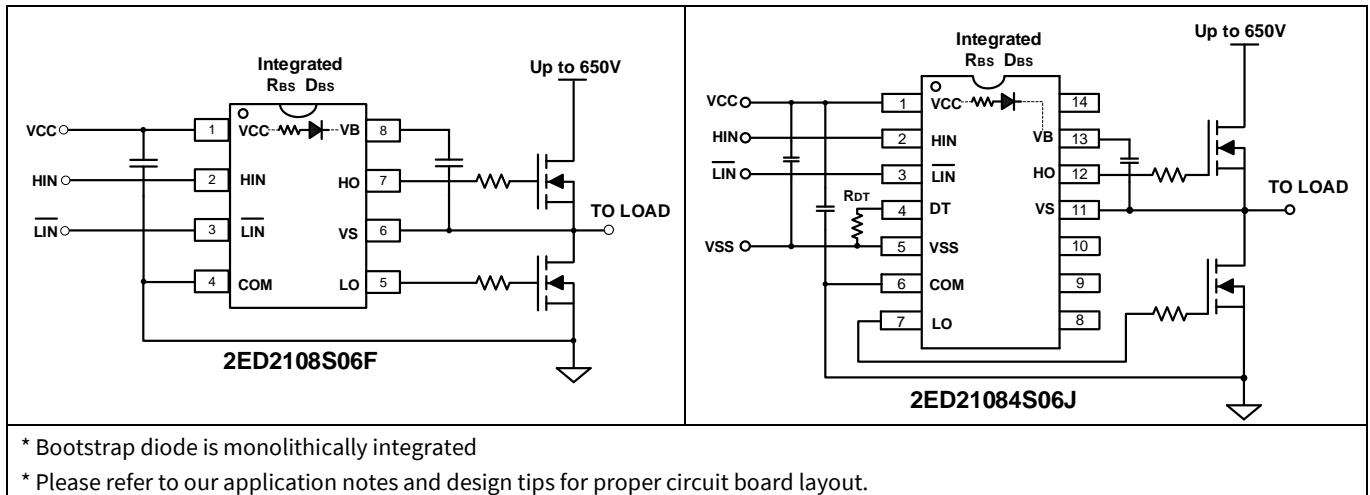 Integrated
RBS DBS
Up to 650V
VCC
1
VCC
VB
8
HIN
2
HIN
HO
7
TO LOAD
LIN
3
LIN
VS
6
4
COM
LO
5
2ED2108S06F
Integrated
RBS DBS
Up to 650V
VCC
1
VCC
14
HIN
2
HIN
VB
13
LIN
3
LIN
HO
12
TO LOAD
RDT
4
DT
VS
11
VSS
5
VSS
10
6
COM
9
7
LO
8
2ED21084S06J
* Bootstrap diode is monolithically integrated
* Please refer to our application notes and design tips for proper circuit board layout.